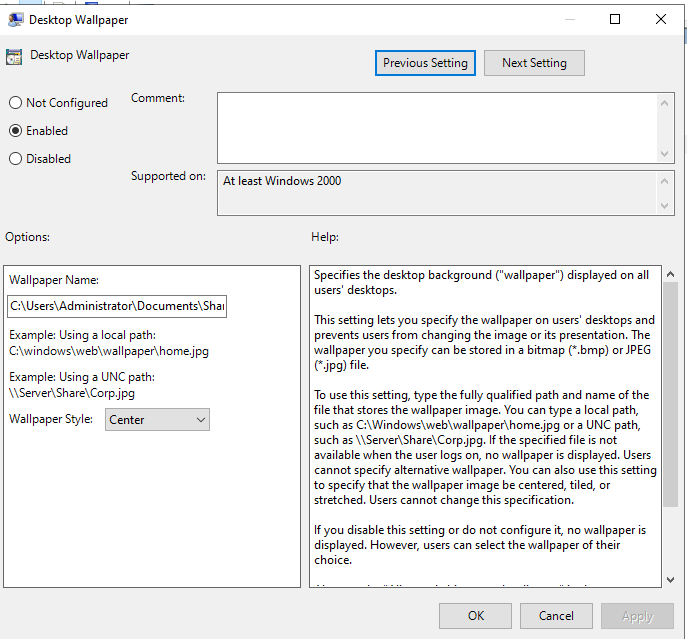 Desktop Wallpaper
Desktop Wallpaper
Previous Setting
Next Setting
Not Configured
Enabled
Disabled
Comment:
Supported on:
At least Windows 2000
Options:
Help:
Wallpaper Name:
C:\Users\Administrator\Documents\Shar
Example: Using a local path:
C:\windows\web\wallpaper\home.jpg
Example: Using a UNC path:
\\Server\Share\Corp.jpg
Wallpaper Style:
Center
Specifies the desktop background ("wallpaper") displayed on all
users' desktops.
This setting lets you specify the wallpaper on users' desktops and
prevents users from changing the image or its presentation. The
wallpaper you specify can be stored in a bitmap (*.bmp) or JPEG
(*.jpg) file.
To use this setting, type the fully qualified path and name of the
file that stores the wallpaper image. You can type a local path,
such as C:\Windows\web\wallpaper\home.jpg or a UNC path,
such as \\Server\Share\Corp.jpg. If the specified file is not
available when the user logs on, no wallpaper is displayed. Users
cannot specify alternative wallpaper. You can also use this setting
to specify that the wallpaper image be centered, tiled, or
stretched. Users cannot change this specification.
If you disable this setting or do not configure it, no wallpaper is
displayed. However, users can select the wallpaper of their
choice.
OK
Cancel
Apply